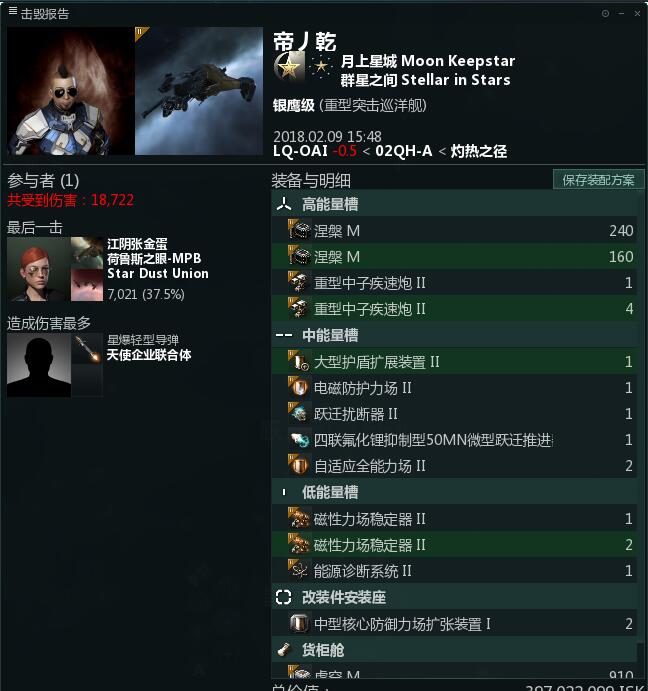 击毁报告
帝丿乾
月上星城 Moon Keepstar
群星之间 Stellar in Stars
银鹰级 (重型突击巡洋舰)
2018.02.09 15:48
LQ-OAI -0.5 < 02QH-A < 灼热之径
参与者 (1)
共受到伤害：18,722
最后一击
江阴张金蛋
荷鲁斯之眼-MPB
Star Dust Union
7,021 (37.5%)
造成伤害最多
星爆轻型导弹
天使企业联合体
装备与明细
保存装配方案
高能量槽
涅槃 M 240
涅槃 M 160
重型中子疾速炮 II 1
重型中子疾速炮 II 4
中能量槽
大型护盾扩展装置 II 1
电磁防护力场 II 1
跃迁扰断器 II 1
四联氟化锂抑制型50MN微型跃迁推进 1
自适应全能力场 II 2
低能量槽
磁性力场稳定器 II 1
磁性力场稳定器 II 2
能源诊断系统 II 1
改装件安装座
中型核心防御力场扩张装置 I 2
货柜舱
虚空 M 910
总价值： 397,022,099 ISK